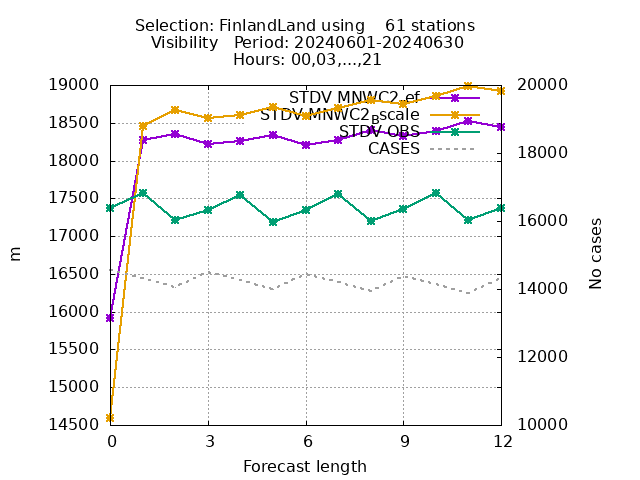 Selection: FinlandLand using    61 stations
Visibility   Period: 20240601-20240630
Hours: 00,03,...,21
19000
18500
18000
17500
17000
16500
16000
15500
15000
14500
m
20000
18000
16000
14000
12000
10000
No cases
STDV MNWC2_ef
STDV MNWC2Bscale
STDV OBS
CASES
0 3 6 9 12
Forecast length